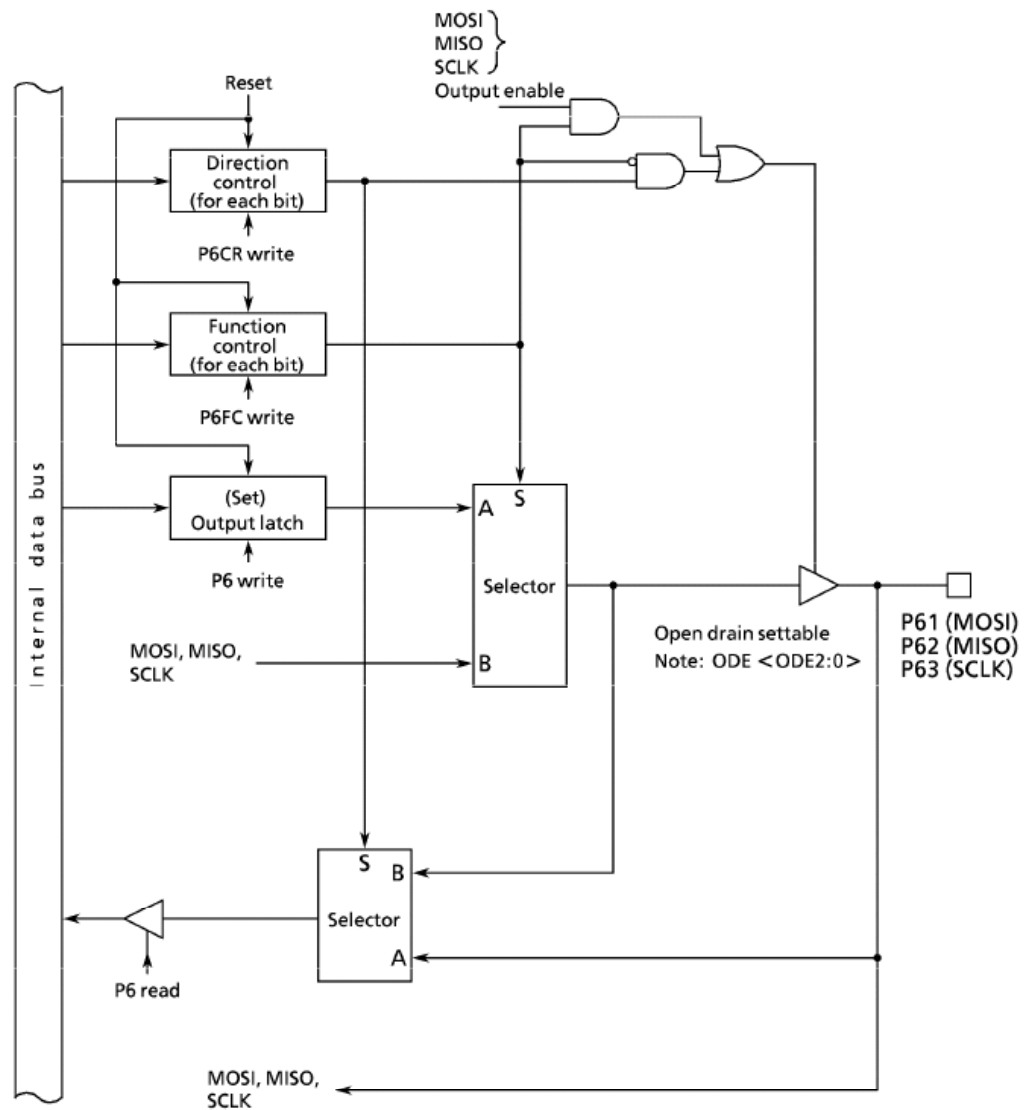 MOSI
MISO
SCLK
Output enable
Reset
Direction
control
(for each bit)
P6CR write
Function
control
(for each bit)
P6FC write
Internal data bus
(Set)
Output latch
P6 write
A
S
Selector
B
MOSI, MISO,
SCLK
Open drain settable
Note: ODE <ODE2:0>
P61 (MOSI)
P62 (MISO)
P63 (SCLK)
S
B
Selector
A
P6 read
MOSI, MISO,
SCLK